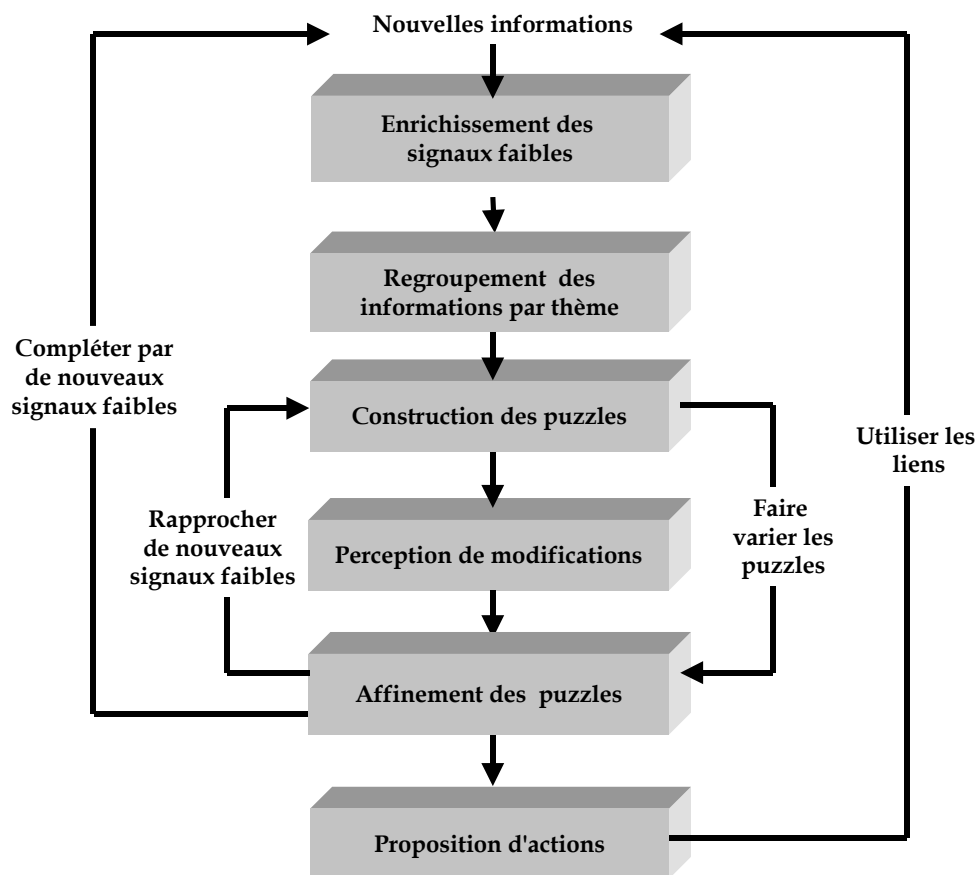 Nouvelles informations
Enrichissement des
signaux faibles
Regroupement des
informations par thème
Compléter par
de nouveaux
signaux faibles
Construction des puzzles
Utiliser les
liens
Rapprocher
de nouveaux
signaux faibles
Perception de modifications
Faire
varier les
puzzles
Affinement des puzzles
Proposition d'actions